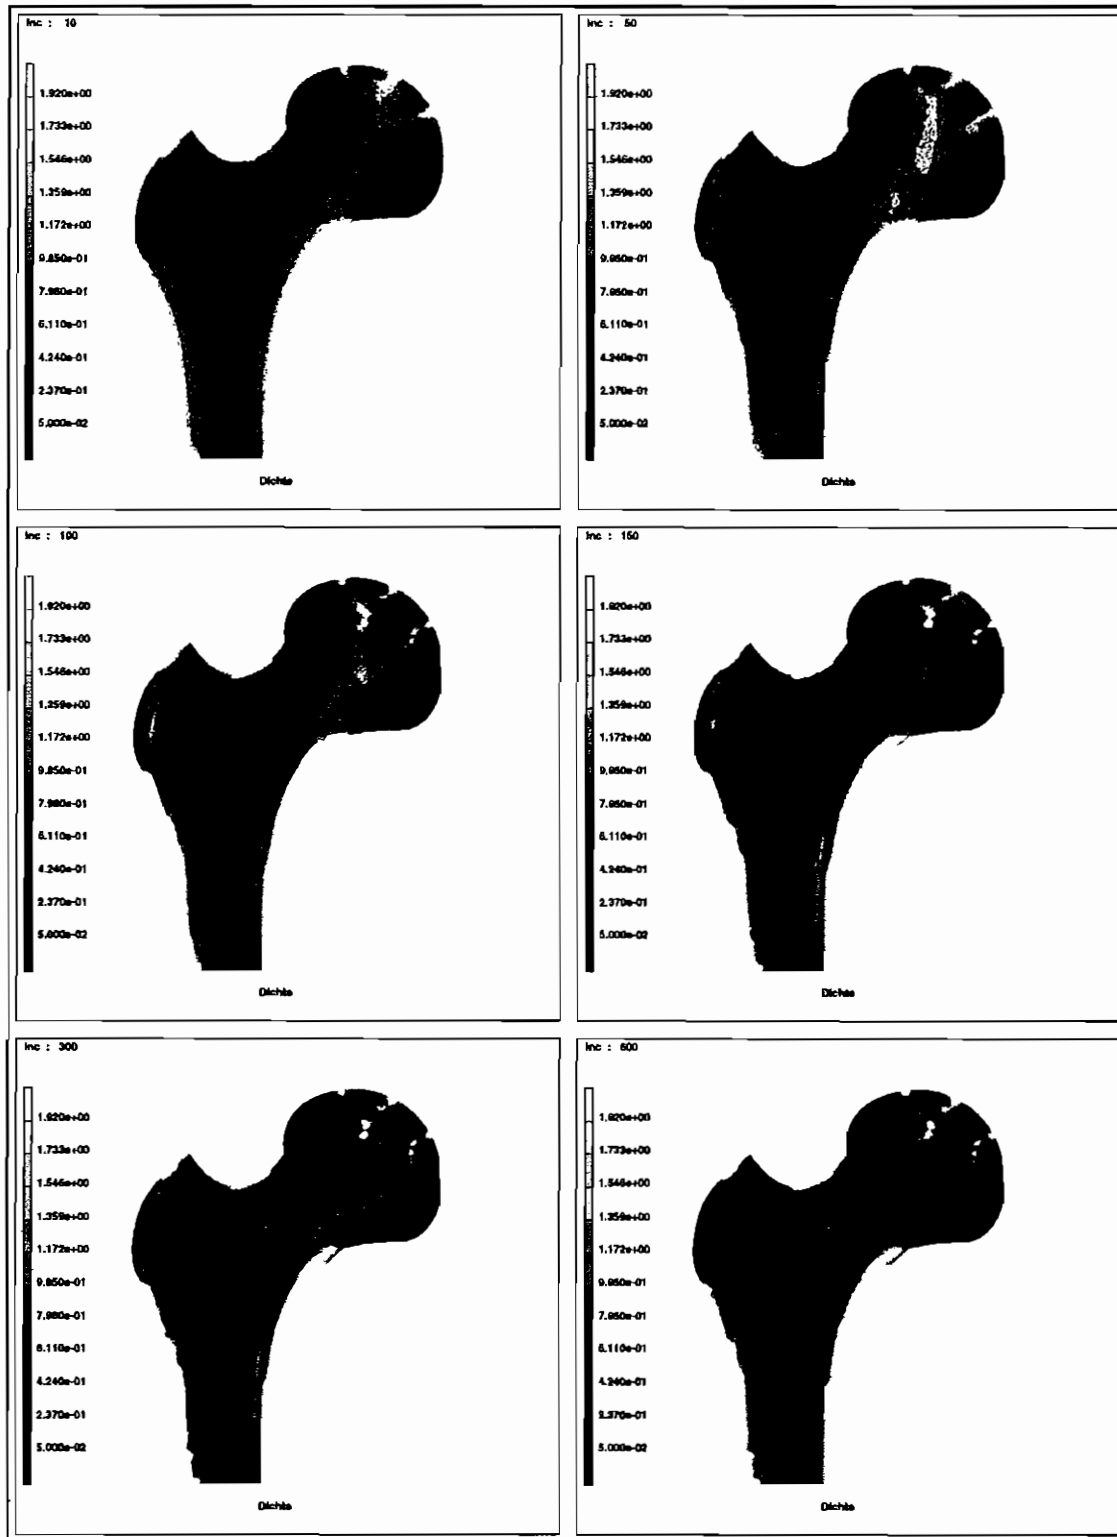 Inc : 10
1.920e+00
1.733e+00
1.546e+00
1.359e+00
1.172e+00
9.850e-01
7.980e-01
6.110e-01
4.240e-01
2.370e-01
5.000e-02
Dichte
Inc : 50
1.920e+00
1.733e+00
1.546e+00
1.359e+00
1.172e+00
9.850e-01
7.980e-01
6.110e-01
4.240e-01
2.370e-01
5.000e-02
Dichte
Inc : 100
1.920e+00
1.733e+00
1.546e+00
1.359e+00
1.172e+00
9.850e-01
7.980e-01
6.110e-01
4.240e-01
2.370e-01
5.000e-02
Dichte
Inc : 150
1.920e+00
1.733e+00
1.546e+00
1.359e+00
1.172e+00
9.850e-01
7.980e-01
6.110e-01
4.240e-01
2.370e-01
5.000e-02
Dichte
Inc : 300
1.920e+00
1.733e+00
1.546e+00
1.359e+00
1.172e+00
9.850e-01
7.980e-01
6.110e-01
4.240e-01
2.370e-01
5.000e-02
Dichte
Inc : 600
1.920e+00
1.733e+00
1.546e+00
1.359e+00
1.172e+00
9.850e-01
7.980e-01
6.110e-01
4.240e-01
2.370e-01
5.000e-02
Dichte